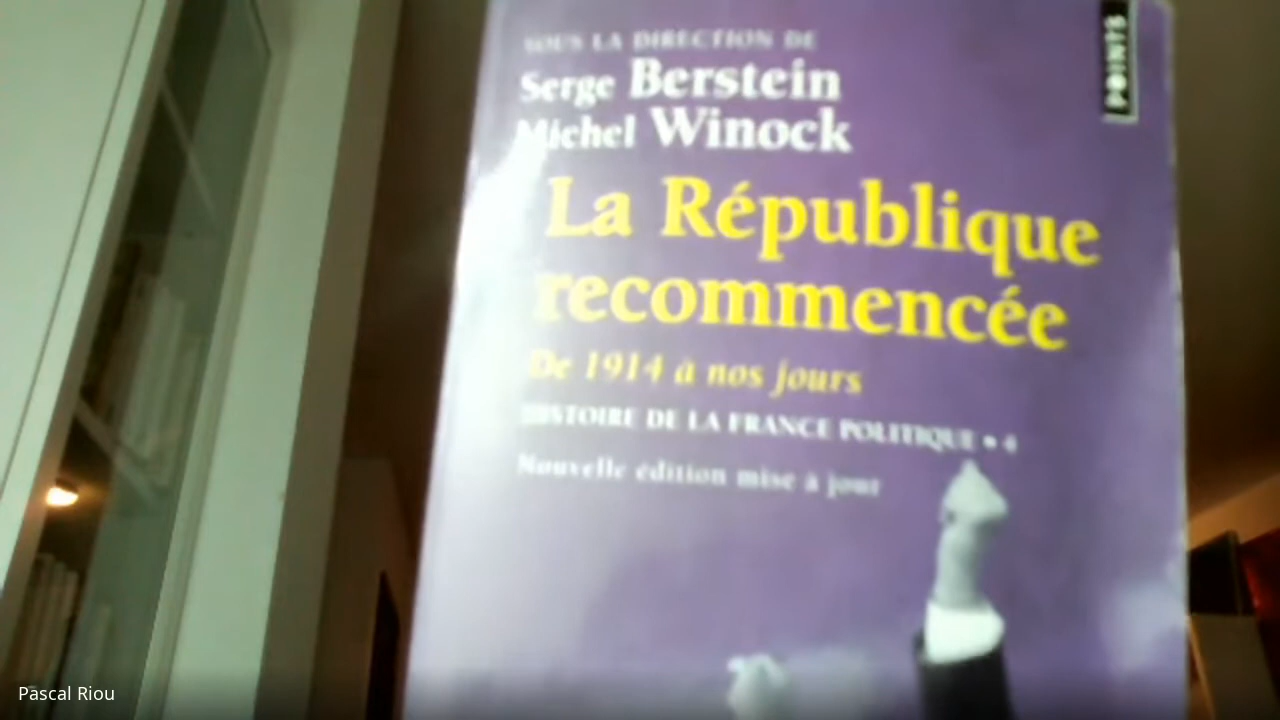 SOUS LA DIRECTION DE
Serge Berstein
Michel Winock
POINTS
La République
recommencée
De 1914 à nos jours
HISTOIRE DE LA FRANCE POLITIQUE • 4
Nouvelle édition mise à jour
Pascal Riou